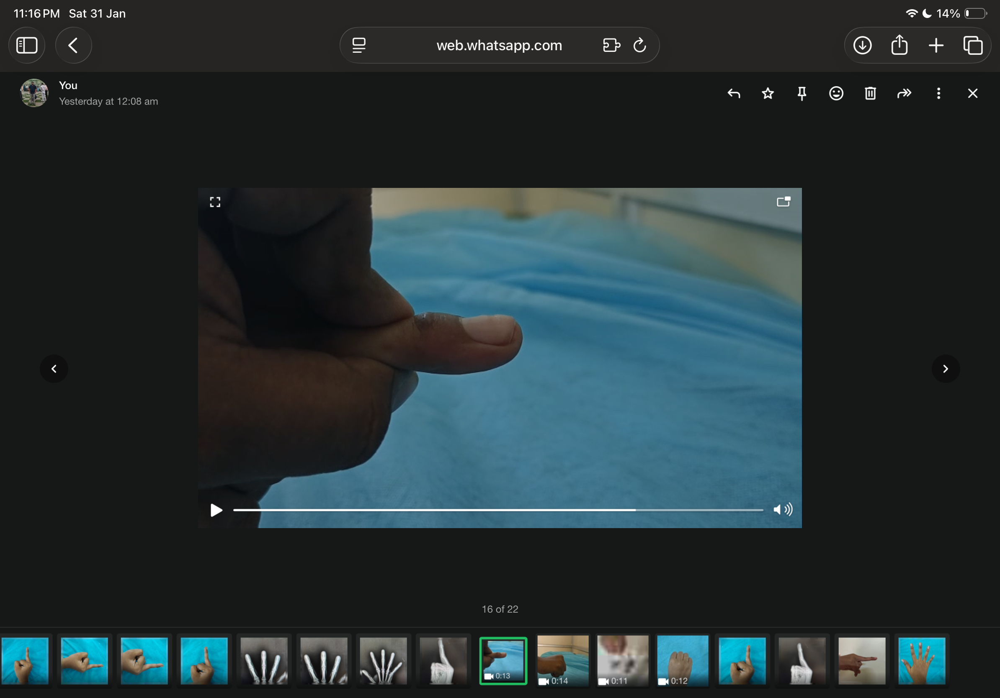 11:16 PM Sat 31 Jan
14%
web.whatsapp.com
You
Yesterday at 12:08 am
16 of 22
0:13
0:14
0:11
0:12